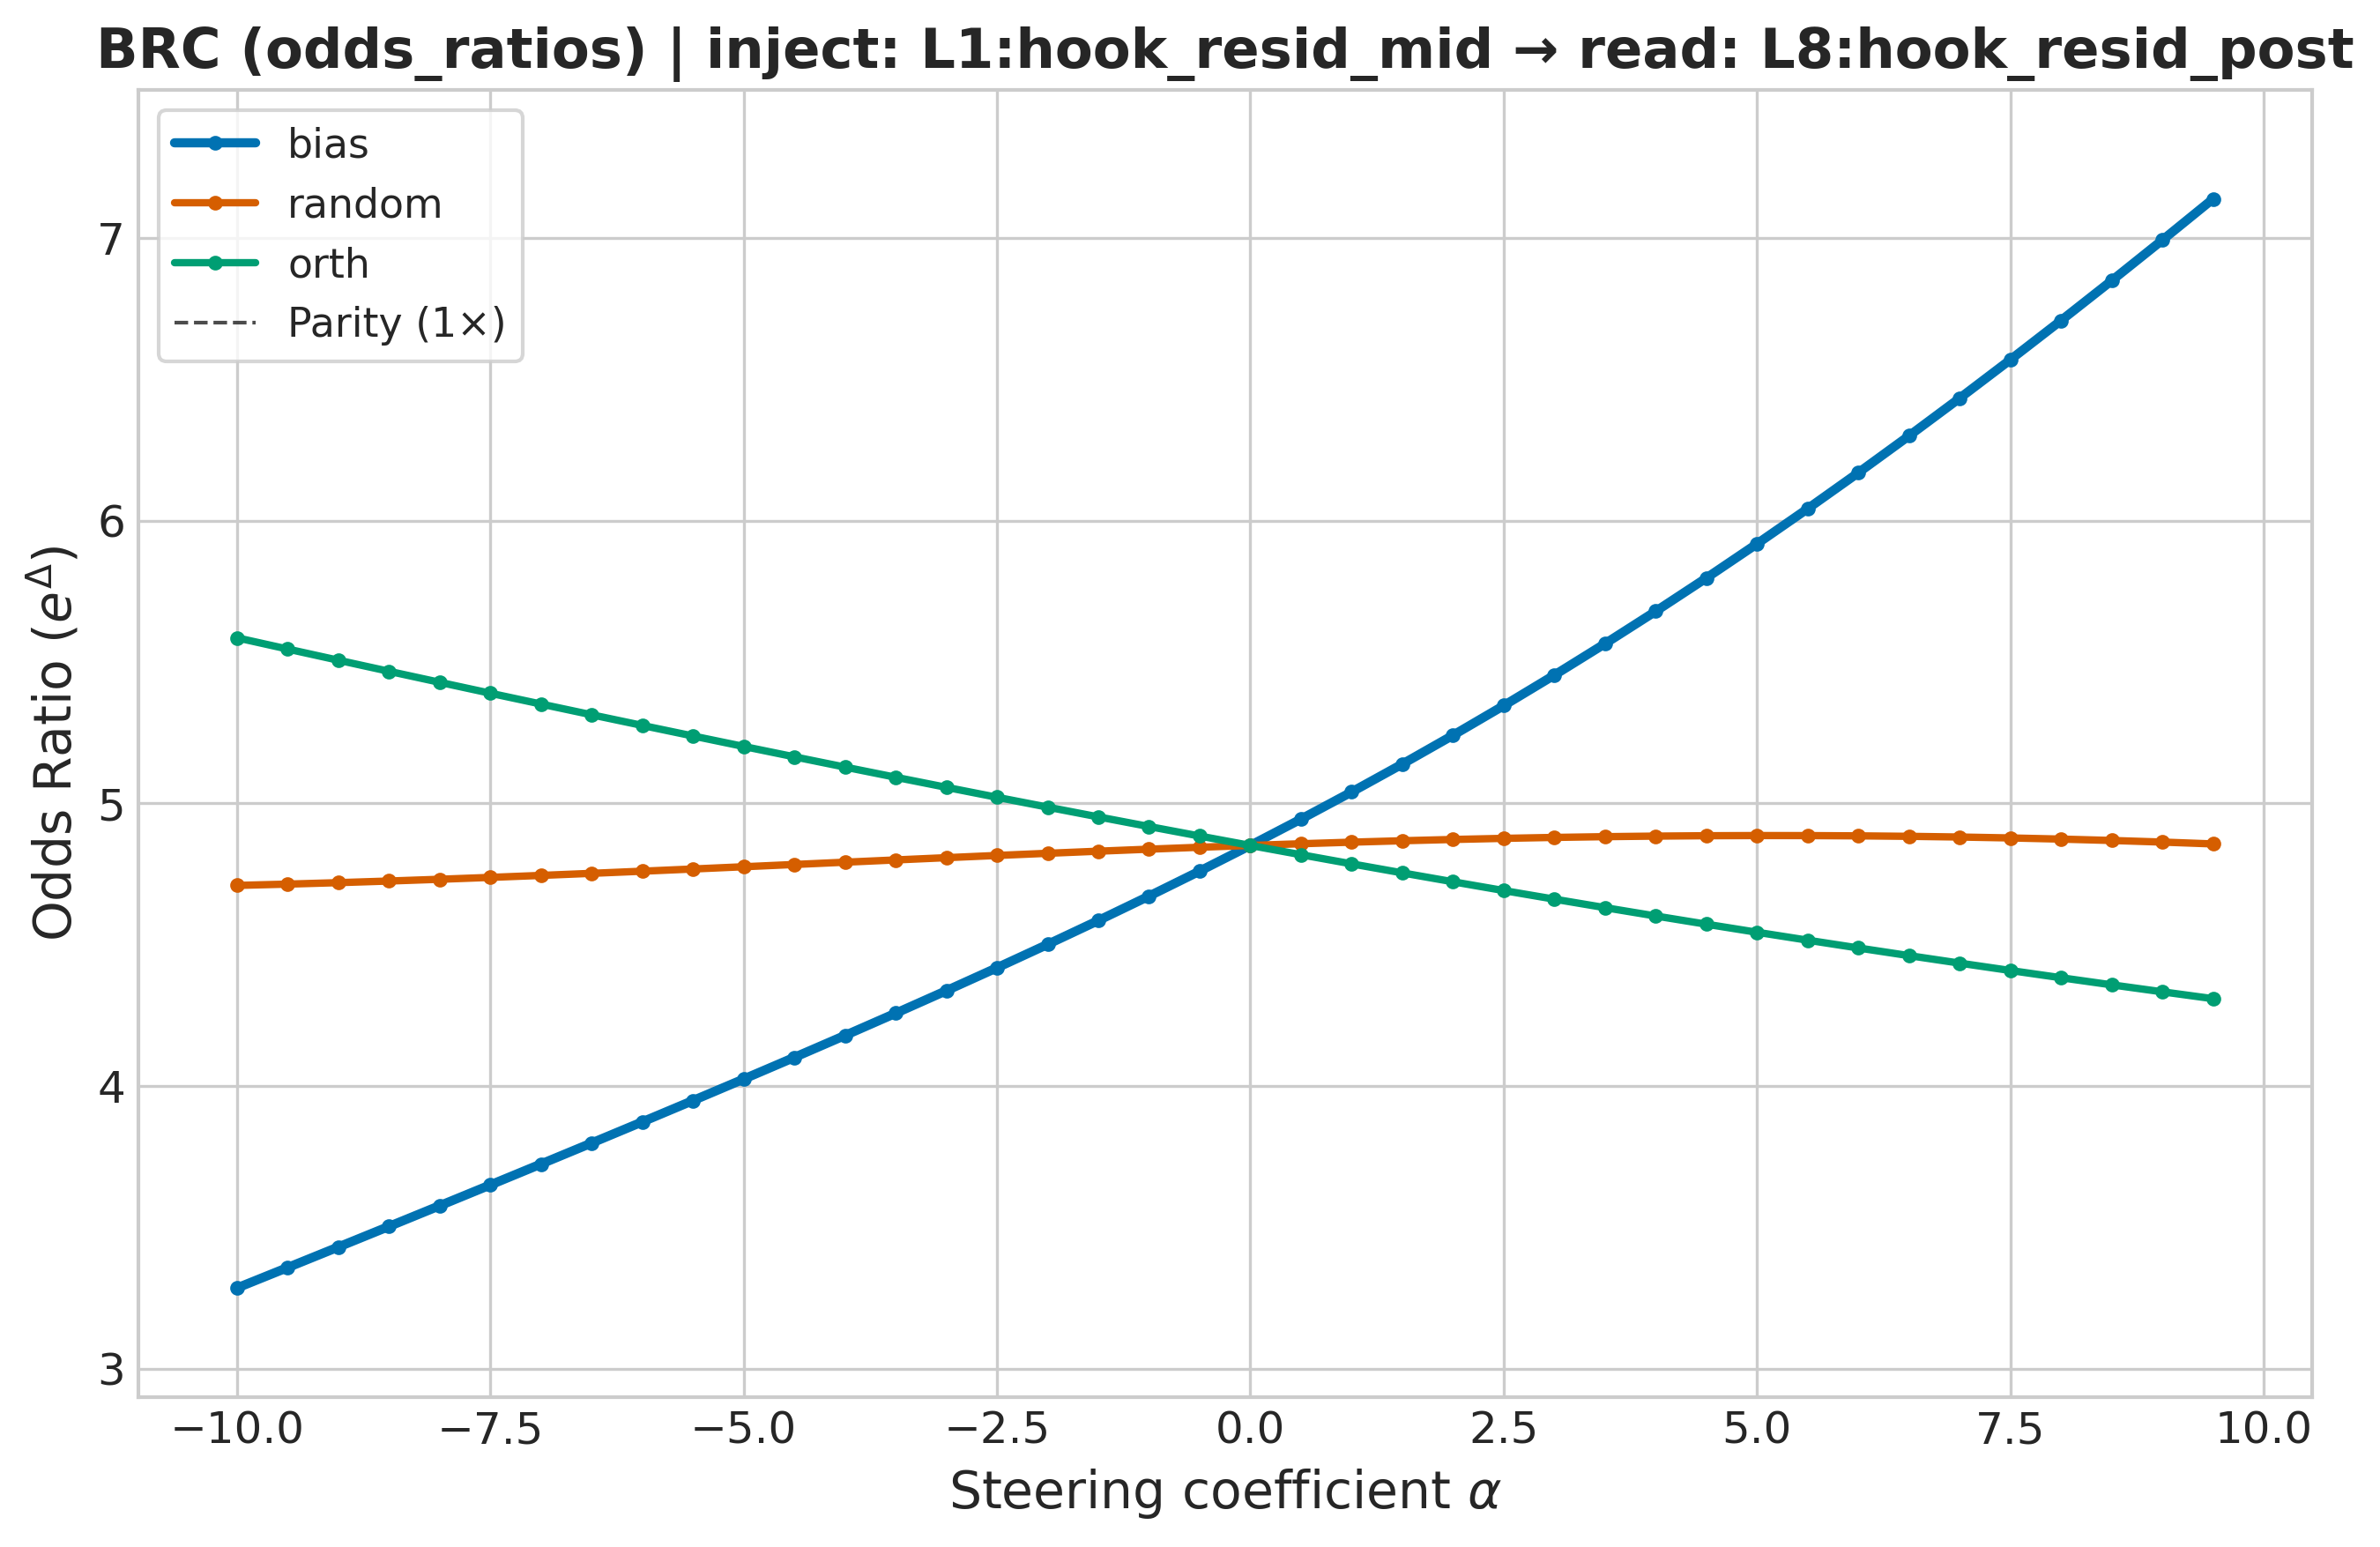 BRC (odds_ratios) | inject: L1:hook_resid_mid → read: L8:hook_resid_post
bias
random
orth
Parity (1×)
Odds Ratio (e^Δ)
7
6
5
4
3
−10.0 −7.5 −5.0 −2.5 0.0 2.5 5.0 7.5 10.0
Steering coefficient α